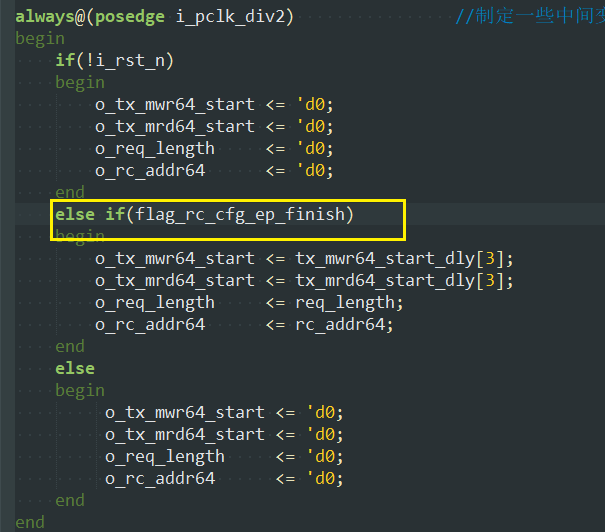 always@(posedge i_pclk_div2) //制定一些中间变
begin
if(!i_rst_n)
begin
o_tx_mwr64_start <= 'd0;
o_tx_mrd64_start <= 'd0;
o_req_length <= 'd0;
o_rc_addr64 <= 'd0;
end
else if(flag_rc_cfg_ep_finish)
begin
o_tx_mwr64_start <= tx_mwr64_start_dly[3];
o_tx_mrd64_start <= tx_mrd64_start_dly[3];
o_req_length <= req_length;
o_rc_addr64 <= rc_addr64;
end
else
begin
o_tx_mwr64_start <= 'd0;
o_tx_mrd64_start <= 'd0;
o_req_length <= 'd0;
o_rc_addr64 <= 'd0;
end
end